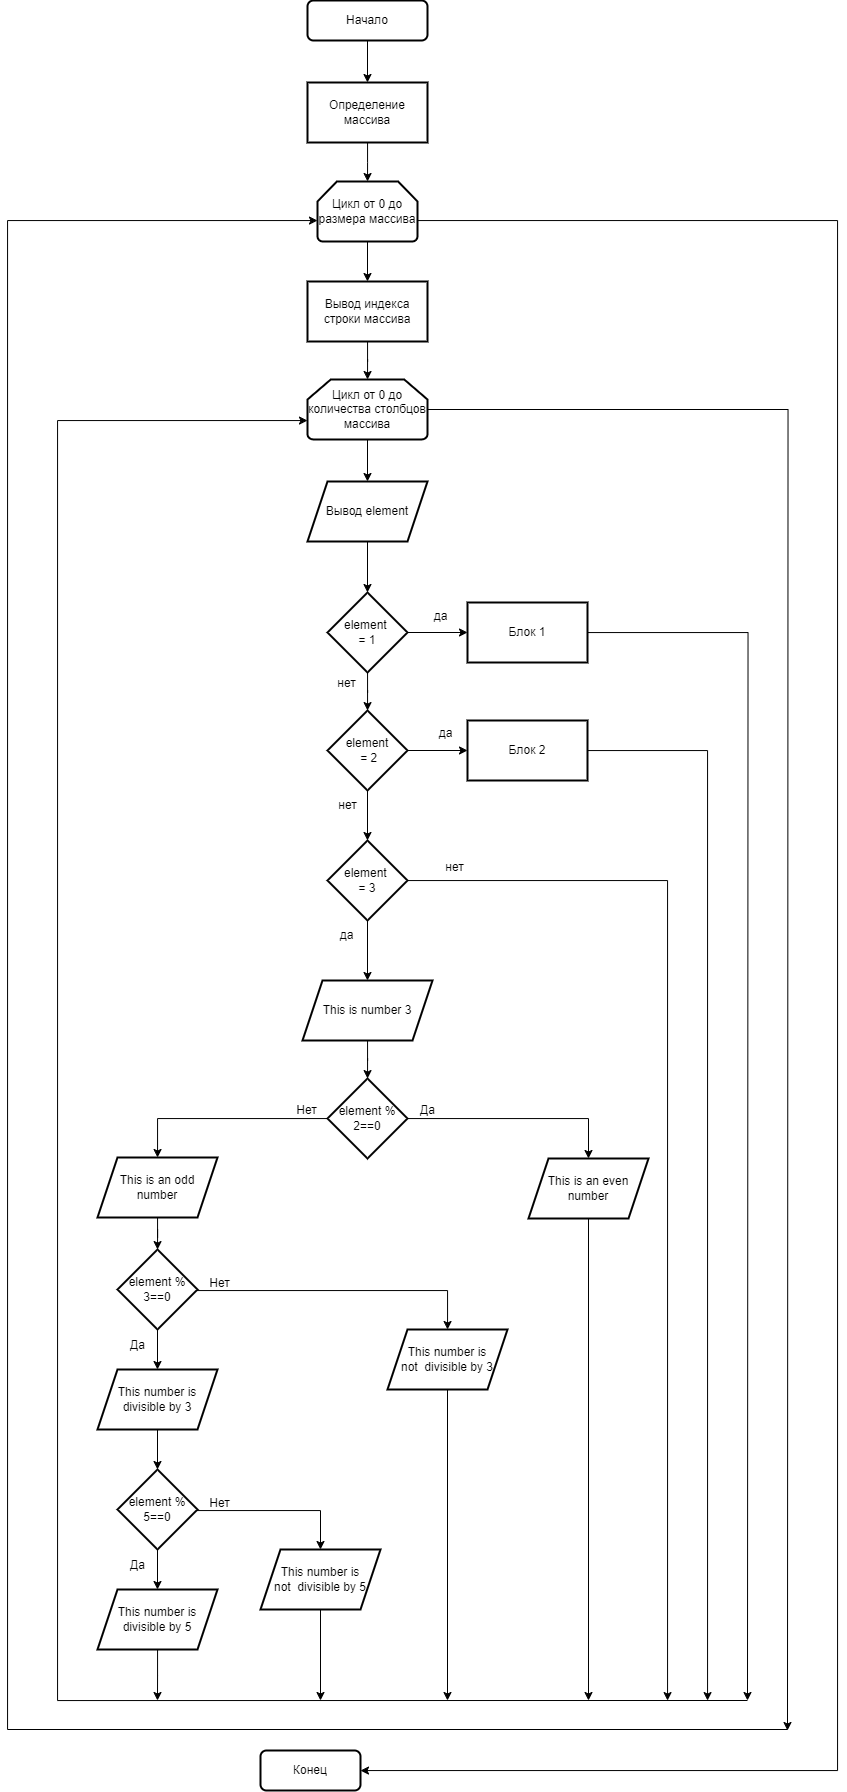 Начало
Определение
массива
Цикл от 0 до
размера массива
Вывод индекса
строки массива
Цикл от 0 до
количества столбцов
массива
Вывод element
element
= 1
да
Блок 1
нет
element
= 2
да
Блок 2
нет
element
= 3
нет
да
This is number 3
element %
2==0
Нет
Да
This is an odd
number
This is an even
number
element %
3==0
Нет
Да
This number is
not divisible by 3
This number is
divisible by 3
element %
5==0
Нет
Да
This number is
not divisible by 5
This number is
divisible by 5
Конец